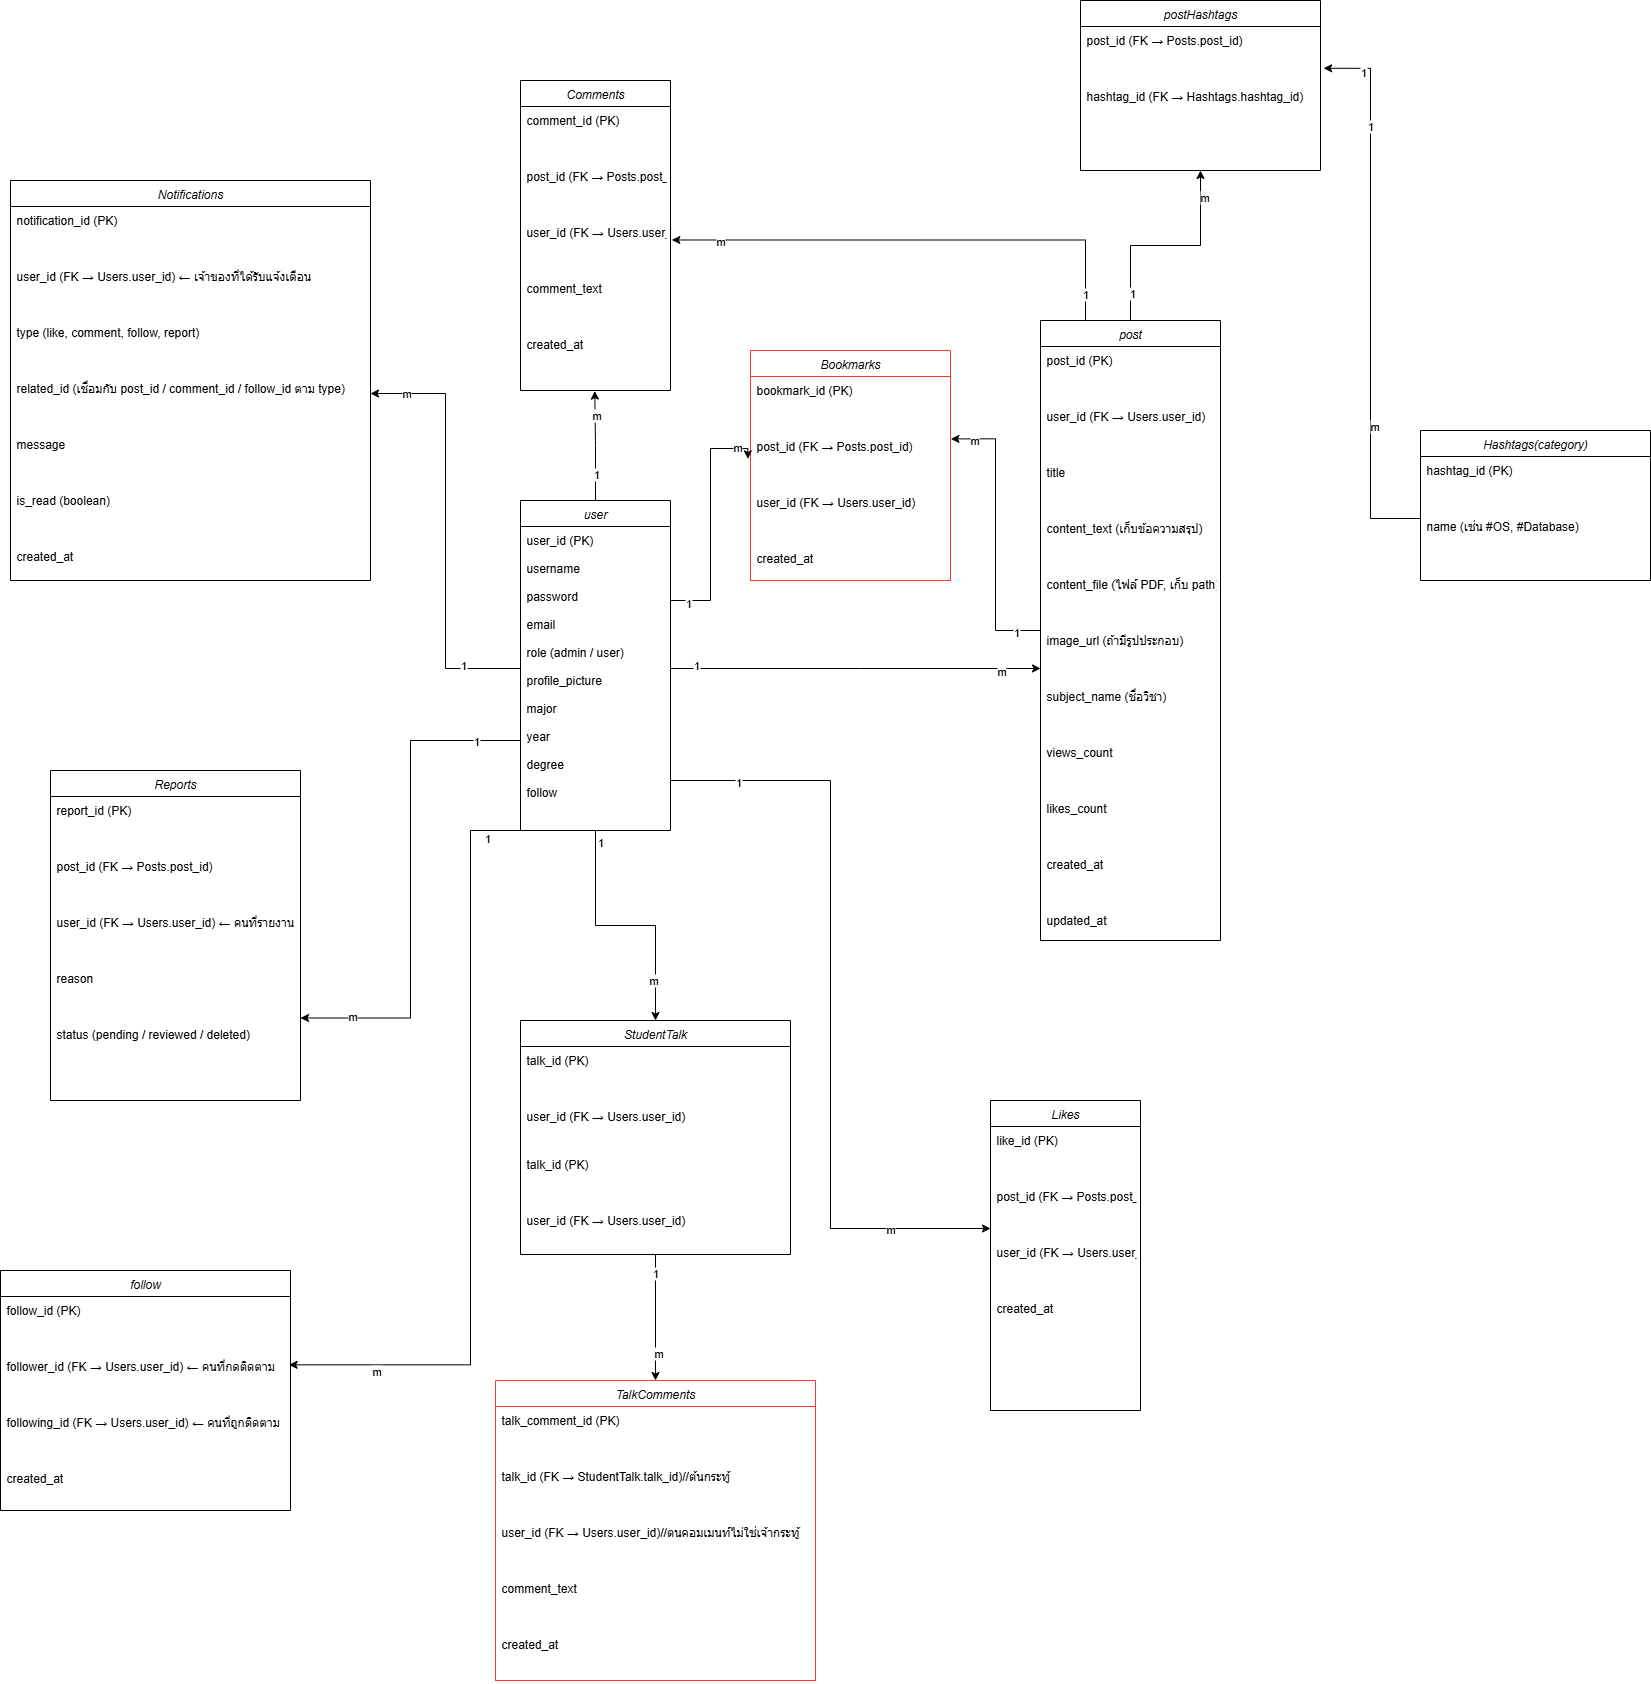 postHashtags
post_id (FK → Posts.post_id)
hashtag_id (FK → Hashtags.hashtag_id)
1
1
m
m
1
Comments
comment_id (PK)
post_id (FK → Posts.post_
user_id (FK → Users.user_
comment_text
created_at
m
1
m
1
Notifications
notification_id (PK)
user_id (FK → Users.user_id) ← เจ้าของที่ได้รับแจ้งเตือน
type (like, comment, follow, report)
related_id (เชื่อมกับ post_id / comment_id / follow_id ตาม type)
message
is_read (boolean)
created_at
m
1
Bookmarks
bookmark_id (PK)
post_id (FK → Posts.post_id)
user_id (FK → Users.user_id)
created_at
m
1
m
1
post
post_id (PK)
user_id (FK → Users.user_id)
title
content_text (เก็บข้อความสรุป)
content_file (ไฟล์ PDF, เก็บ path)
image_url (ถ้ามีรูปประกอบ)
subject_name (ชื่อวิชา)
views_count
likes_count
created_at
updated_at
Hashtags(category)
hashtag_id (PK)
name (เช่น #OS, #Database)
user
user_id (PK)
username
password
email
role (admin / user)
profile_picture
major
year
degree
follow
1
m
1
m
1
m
1
m
1
m
Reports
report_id (PK)
post_id (FK → Posts.post_id)
user_id (FK → Users.user_id) ← คนที่รายงาน
reason
status (pending / reviewed / deleted)
StudentTalk
talk_id (PK)
user_id (FK → Users.user_id)
talk_id (PK)
user_id (FK → Users.user_id)
1
m
Likes
like_id (PK)
post_id (FK → Posts.post_
user_id (FK → Users.user_
created_at
follow
follow_id (PK)
follower_id (FK → Users.user_id) ← คนที่กดติดตาม
following_id (FK → Users.user_id) ← คนที่ถูกติดตาม
created_at
TalkComments
talk_comment_id (PK)
talk_id (FK → StudentTalk.talk_id)//ต้นกระทู้
user_id (FK → Users.user_id)//ตนคอมเมนท์ไม่ใช่เจ้ากระทู้
comment_text
created_at